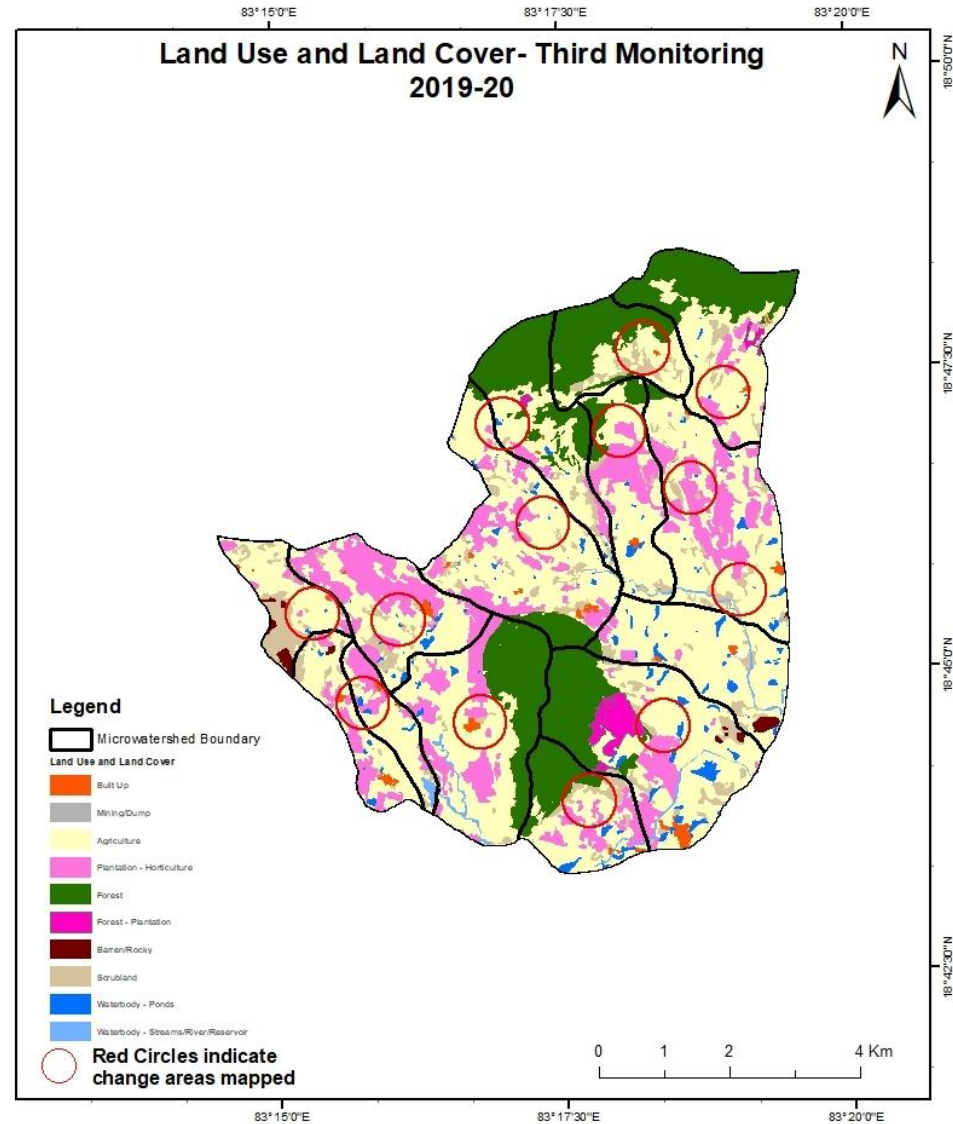 83°15'0"E
83°17'30"E
83°20'0"E
Land Use and Land Cover- Third Monitoring
2019-20
N
18°50'0"N
18°47'30"N
18°45'0"N
18°42'30"N
Legend
Microwatershed Boundary
Land Use and Land Cover
Built Up
Mining/Dump
Agriculture
Plantation - Horticulture
Forest
Forest - Plantation
Barren/Rocky
Scrubland
Waterbody - Ponds
Waterbody - Streams/River/Reservoir
Red Circles indicate
change areas mapped
0 1 2 4 Km
83°15'0"E
83°17'30"E
83°20'0"E